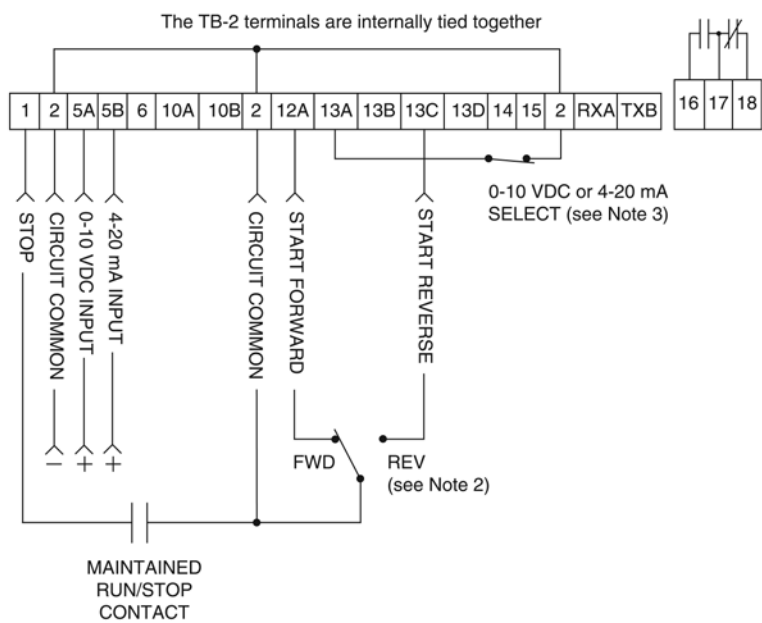 The TB-2 terminals are internally tied together
1 2 5A 5B 6 10A 10B 2 12A 13A 13B 13C 13D 14 15 2 RXA TXB
16 17 18
0-10 VDC or 4-20 mA
SELECT (see Note 3)
STOP
CIRCUIT COMMON
0-10 VDC INPUT
4-20 mA INPUT
CIRCUIT COMMON
START FORWARD
START REVERSE
− + +
FWD
REV
(see Note 2)
MAINTAINED
RUN/STOP
CONTACT